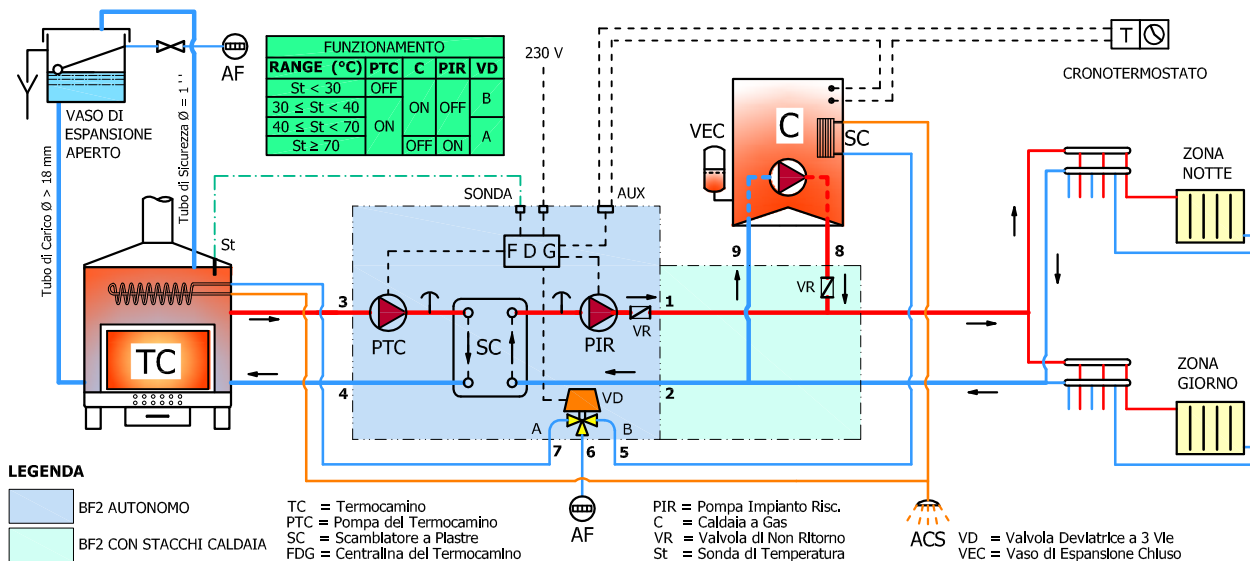 FUNZIONAMENTO
RANGE (°C) PTC C PIR VD
St < 30 OFF
30 ≤ St < 40 ON ON OFF B
40 ≤ St < 70 A
St ≥ 70 OFF ON
230 V
T
CRONOTERMOSTATO
AF
VASO DI
ESPANSIONE
APERTO
Tubo di Carico Ø > 18 mm
Tubo di Sicurezza Ø = 1''
St
SONDA
AUX
F D G
VEC
C
SC
9
8
VR
3
PTC
SC
PIR
VR
1
4
2
VD
A
B
7
6
5
TC
ZONA
NOTTE
ZONA
GIORNO
AF
ACS
LEGENDA
BF2 AUTONOMO
BF2 CON STACCHI CALDAIA
TC = Termocamino
PTC = Pompa del Termocamino
SC = Scambiatore a Piastre
FDG = Centralina del Termocamino
PIR = Pompa Impianto Risc.
C = Caldaia a Gas
VR = Valvola di Non Ritorno
St = Sonda di Temperatura
VD = Valvola Deviatrice a 3 Vie
VEC = Vaso di Espansione Chiuso